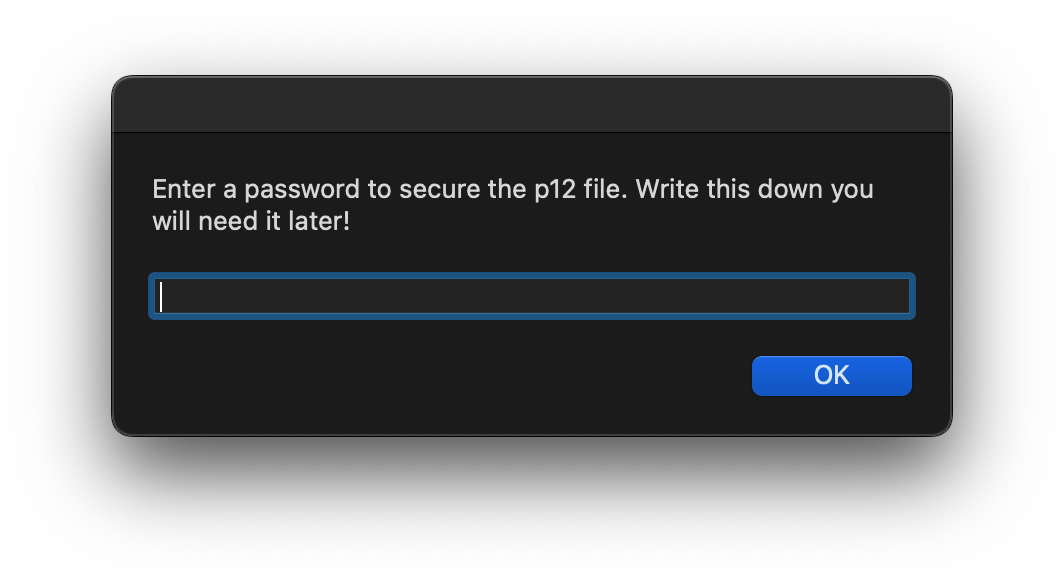 Enter a password to secure the p12 file. Write this down you
will need it later!
OK